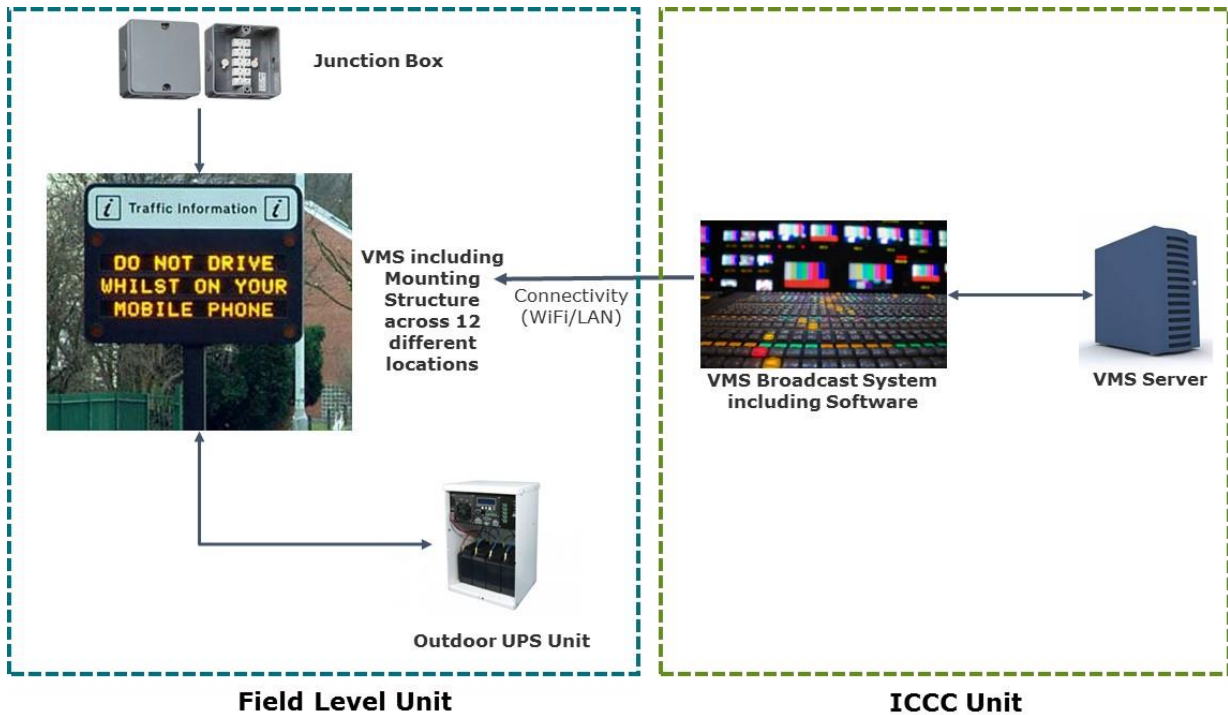 Junction Box
i Traffic Information i
DO NOT DRIVE
WHILST ON YOUR
MOBILE PHONE
VMS including
Mounting
Structure
across 12
different
locations
Connectivity
(WiFi/LAN)
VMS Broadcast System
including Software
VMS Server
Outdoor UPS Unit
Field Level Unit
ICCC Unit